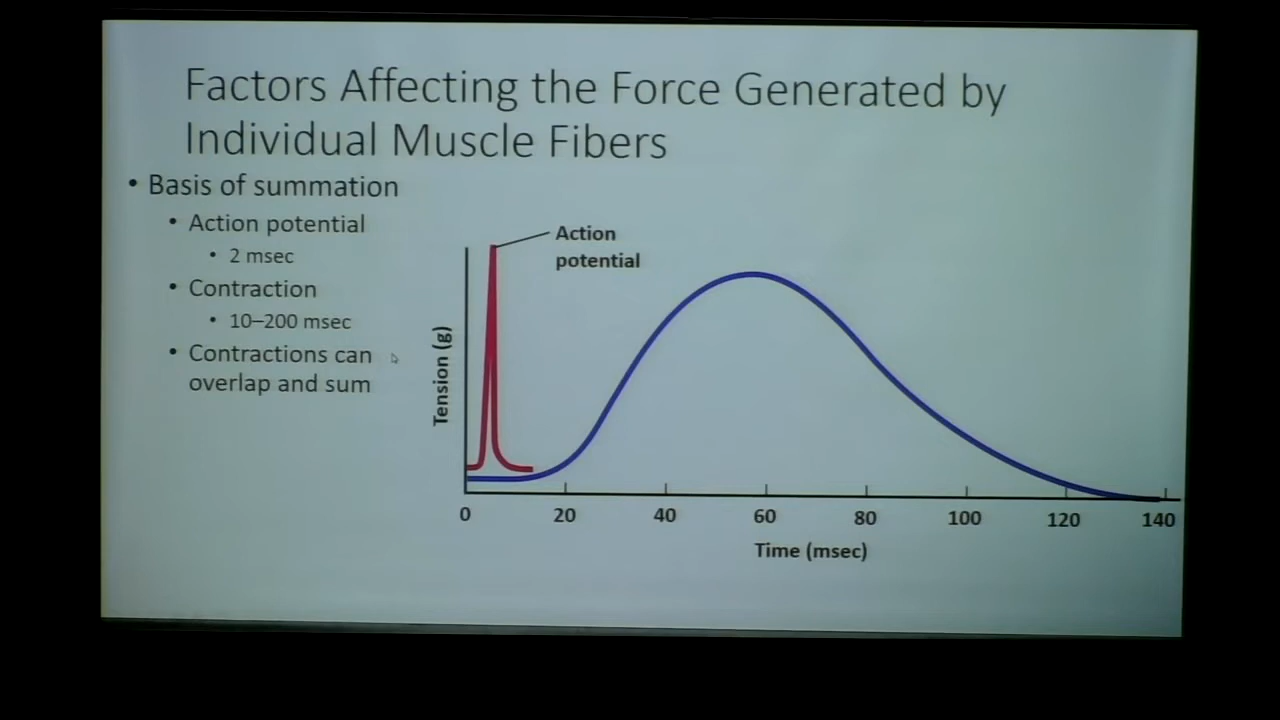 Factors Affecting the Force Generated by
Individual Muscle Fibers
• Basis of summation
• Action potential
• 2 msec
• Contraction
• 10–200 msec
• Contractions can
overlap and sum
Action
potential
Tension (g)
0 20 40 60 80 100 120 140
Time (msec)